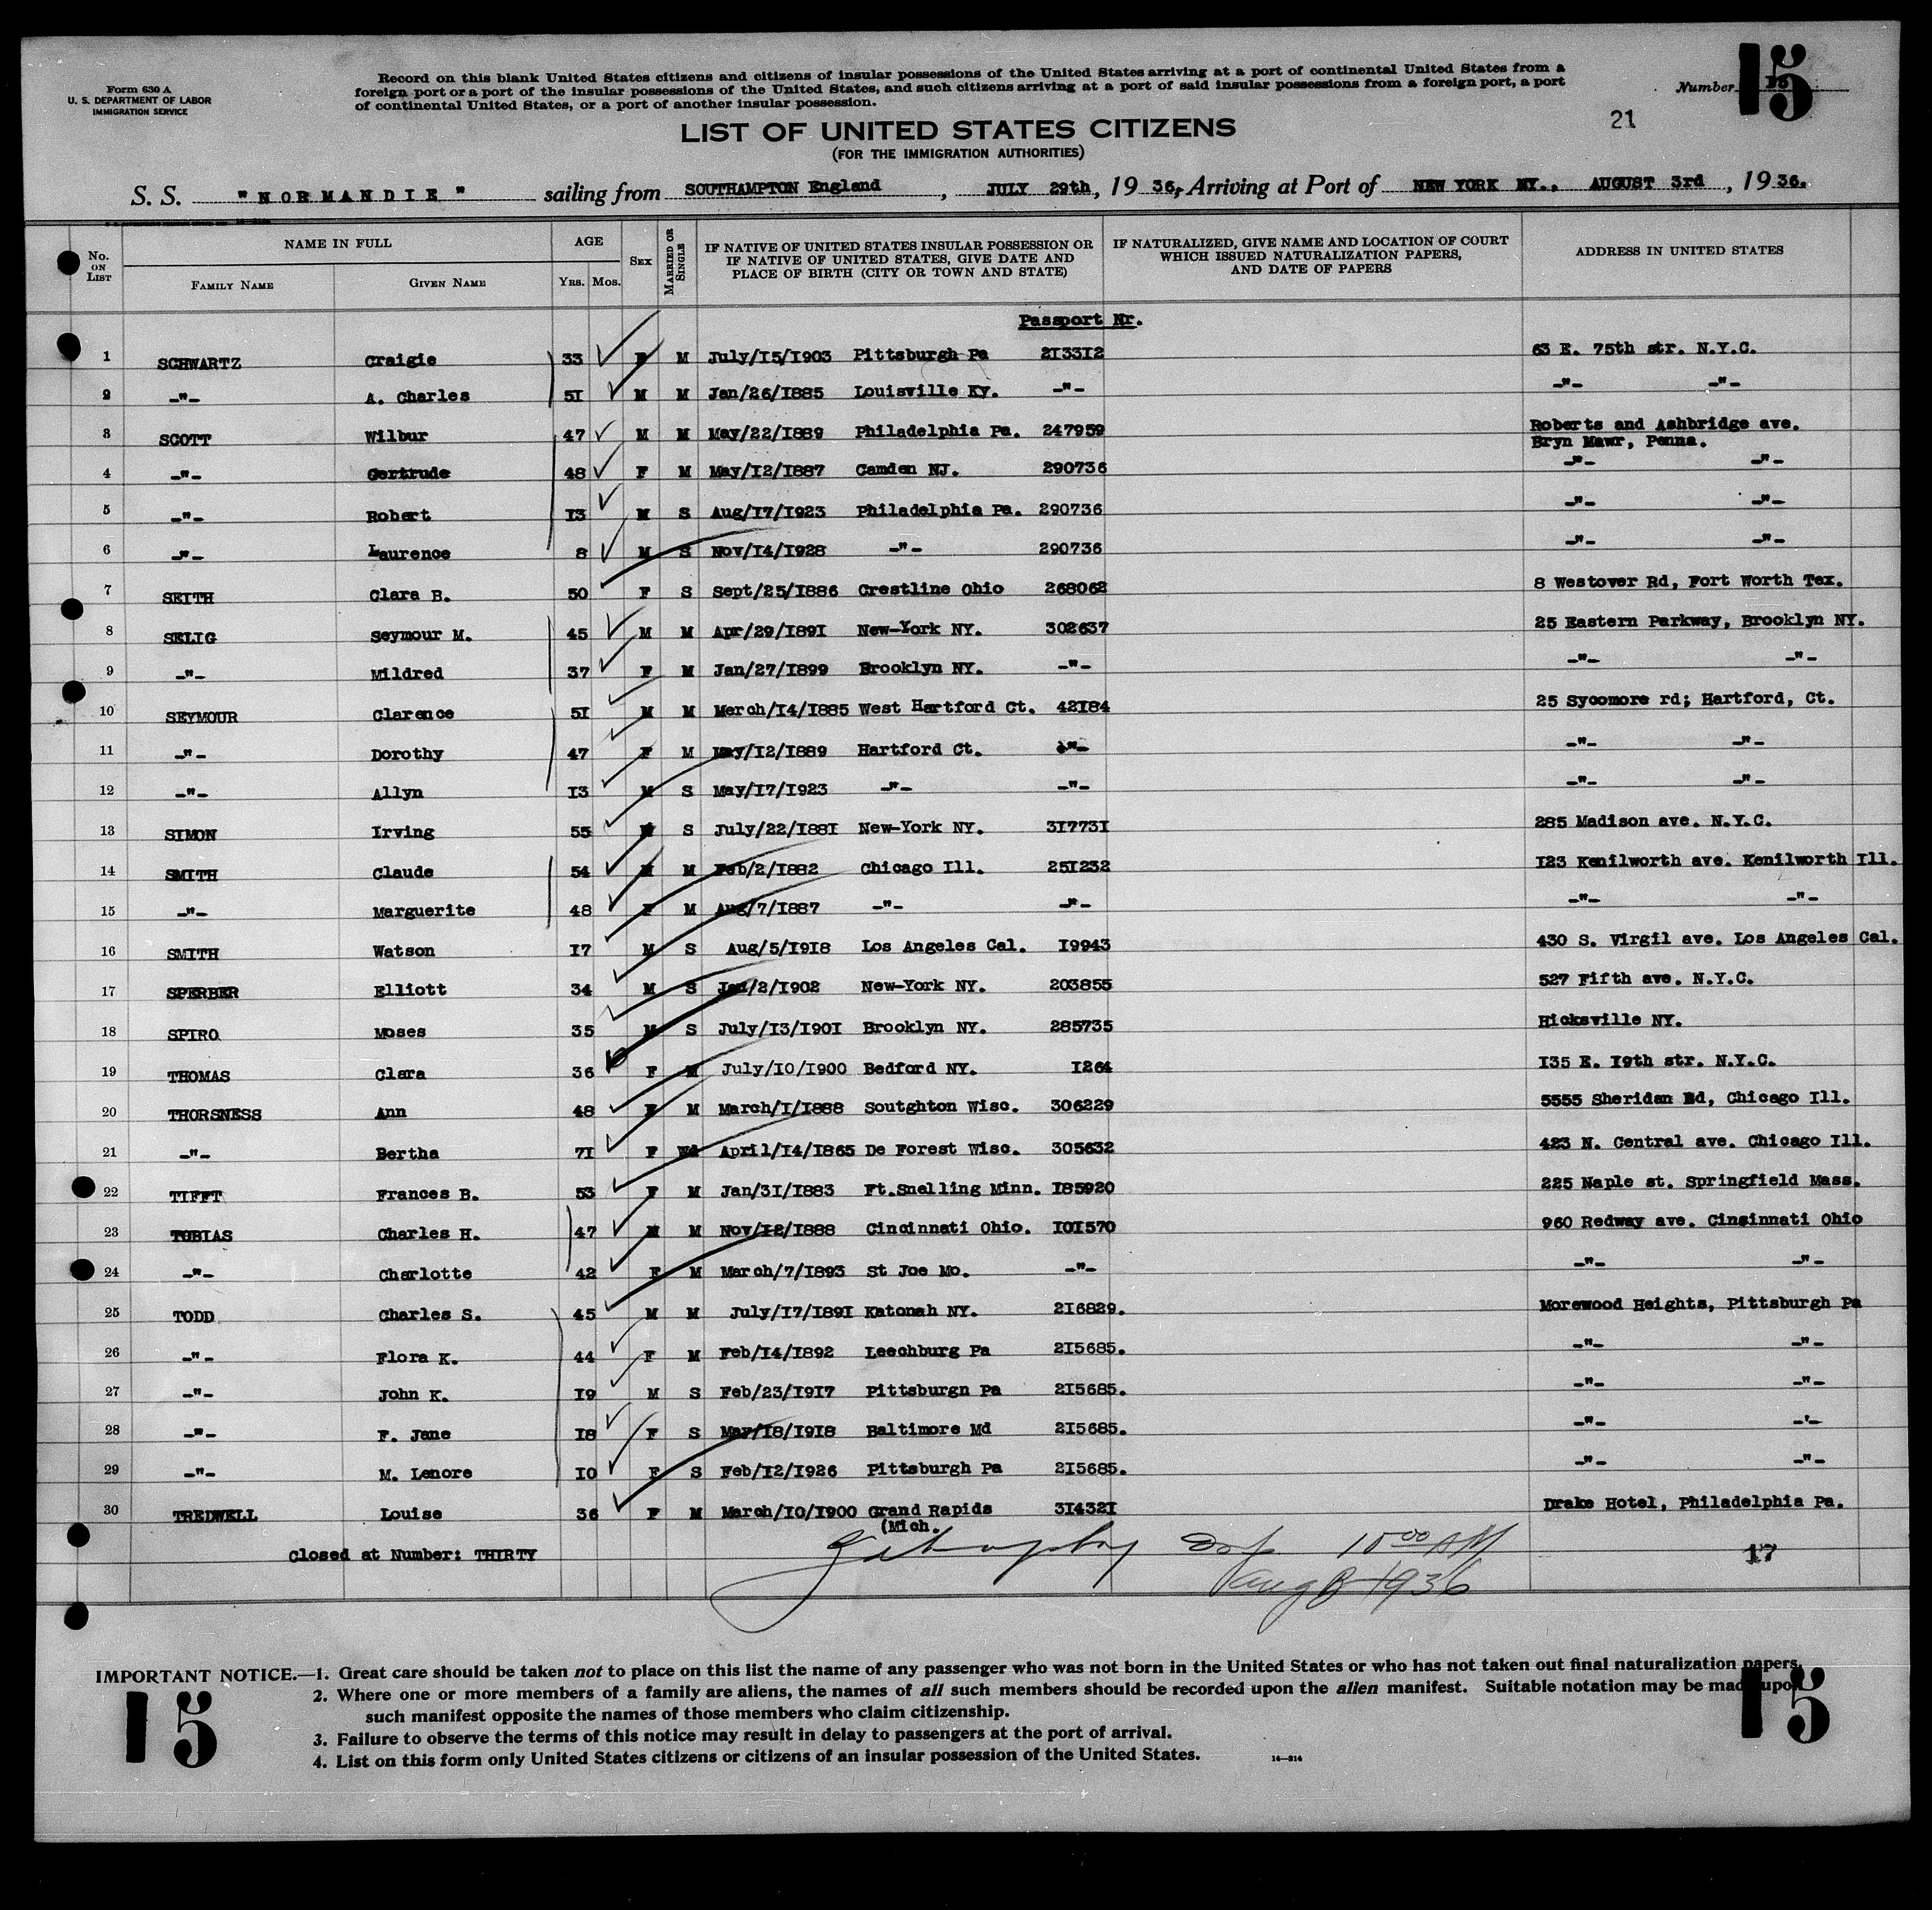 Form 630 A
U. S. DEPARTMENT OF LABOR
IMMIGRATION SERVICE
Record on this blank United States citizens and citizens of insular possessions of the United States arriving at a port of continental United States from a
foreign port or a port of the insular possessions of the United States, and such citizens arriving at a port of said insular possessions from a foreign port, a port
of continental United States, or a port of another insular possession.
Number 15
15
21
LIST OF UNITED STATES CITIZENS
(FOR THE IMMIGRATION AUTHORITIES)
S. S. "NORMANDIE" sailing from SOUTHAMPTON England, JULY 29th, 1936, Arriving at Port of NEW YORK NY., AUGUST 3rd, 1936.
No. ON LIST NAME IN FULL FAMILY NAME GIVEN NAME AGE YRS. MOS. SEX MARRIED OR SINGLE IF NATIVE OF UNITED STATES INSULAR POSSESSION OR IF NATIVE OF UNITED STATES, GIVE DATE AND PLACE OF BIRTH (CITY OR TOWN AND STATE) IF NATURALIZED, GIVE NAME AND LOCATION OF COURT WHICH ISSUED NATURALIZATION PAPERS, AND DATE OF PAPERS ADDRESS IN UNITED STATES
Passport Nr.
1 SCHWARTZ Craigie 33 F M July/15/1903 Pittsburgh Pa 213312 63 E. 75th str. N.Y.C.
2 -"- A. Charles 51 M M Jan/26/1885 Louisville Ky. -"- -"- -"-
3 SCOTT Wilbur 47 M M May/22/1889 Philadelphia Pa. 247959 Roberts and Ashbridge ave.
Bryn Mawr, Penna.
4 -"- Gertrude 48 F M May/12/1887 Camden NJ. 290736 -"- -"-
5 -"- Robert 13 M S Aug/17/1923 Philadelphia Pa. 290736 -"- -"-
6 -"- Laurence 8 M S Nov/14/1928 -"- 290736 -"- -"-
7 SEITH Clara B. 50 F S Sept/25/1886 Crestline Ohio 268062 8 Westover Rd, Fort Worth Tex.
8 SELIG Seymour M. 45 M M Apr/29/1891 New-York NY. 302637 25 Eastern Parkway, Brooklyn NY.
9 -"- Mildred 37 F M Jan/27/1899 Brooklyn NY. -"- -"- -"-
10 SEYMOUR Clarence 51 M M Merch/14/1885 West Hartford Ct. 42184 25 Sycomore rd; Hartford, Ct.
11 -"- Dorothy 47 F M May/12/1889 Hartford Ct. -"- -"- -"-
12 -"- Allyn 13 M S May/17/1923 -"- -"- -"- -"-
13 SIMON Irving 55 M S July/22/1881 New-York NY. 317731 285 Madison ave. N.Y.C.
14 SMITH Claude 54 M M Feb/2/1882 Chicago Ill. 251232 123 Kenilworth ave. Kenilworth Ill.
15 -"- Marguerite 48 F M Aug/7/1887 -"- -"- -"- -"-
16 SMITH Watson 17 M S Aug/5/1918 Los Angeles Cal. 19943 430 S. Virgil ave. Los Angeles Cal.
17 SPERBER Elliott 34 M S Jan/2/1902 New-York NY. 203855 527 Fifth ave. N.Y.C.
18 SPIRO Moses 35 M S July/13/1901 Brooklyn NY. 285735 Hicksville NY.
19 THOMAS Clara 36 F M July/10/1900 Bedford NY. 1264 135 E. 19th str. N.Y.C.
20 THORSNESS Ann 48 F M March/1/1888 Soutghton Wisc. 306229 5555 Sheridan Rd, Chicago Ill.
21 -"- Bertha 71 F Wd April/14/1865 De Forest Wisc. 305632 423 N. Central ave. Chicago Ill.
22 TIFFT Frances B. 53 F M Jan/31/1883 Ft.Snelling Minn. 185920 225 Naple st. Springfield Mass.
23 TOBIAS Charles H. 47 M M Nov/12/1888 Cincinnati Ohio. 101570 960 Redway ave. Cincinnati Ohio
24 -"- Charlotte 42 F M March/7/1893 St Joe Mo. -"- -"- -"-
25 TODD Charles S. 45 M M July/17/1891 Katonah NY. 216829. Morewood Heights, Pittsburgh Pa
26 -"- Flora K. 44 F M Feb/14/1892 Leechburg Pa 215685. -"- -"-
27 -"- John K. 19 M S Feb/23/1917 Pittsburgn Pa 215685. -"- -"-
28 -"- F. Jane 18 F S May/18/1918 Baltimore Md 215685. -"- -'-
29 -"- M. Lenore 10 F S Feb/12/1926 Pittsburgh Pa 215685. -"- -"-
30 TREDWELL Louise 36 F M March/10/1900 Grand Rapids 314321 Drake Hotel, Philadelphia Pa.
(Mich.
Closed at Number: THIRTY 10 00 AM 17
Aug 3 1936
IMPORTANT NOTICE.—1. Great care should be taken not to place on this list the name of any passenger who was not born in the United States or who has not taken out final naturalization papers.
2. Where one or more members of a family are aliens, the names of all such members should be recorded upon the alien manifest. Suitable notation may be made upon
such manifest opposite the names of those members who claim citizenship.
3. Failure to observe the terms of this notice may result in delay to passengers at the port of arrival.
4. List on this form only United States citizens or citizens of an insular possession of the United States.
15
15